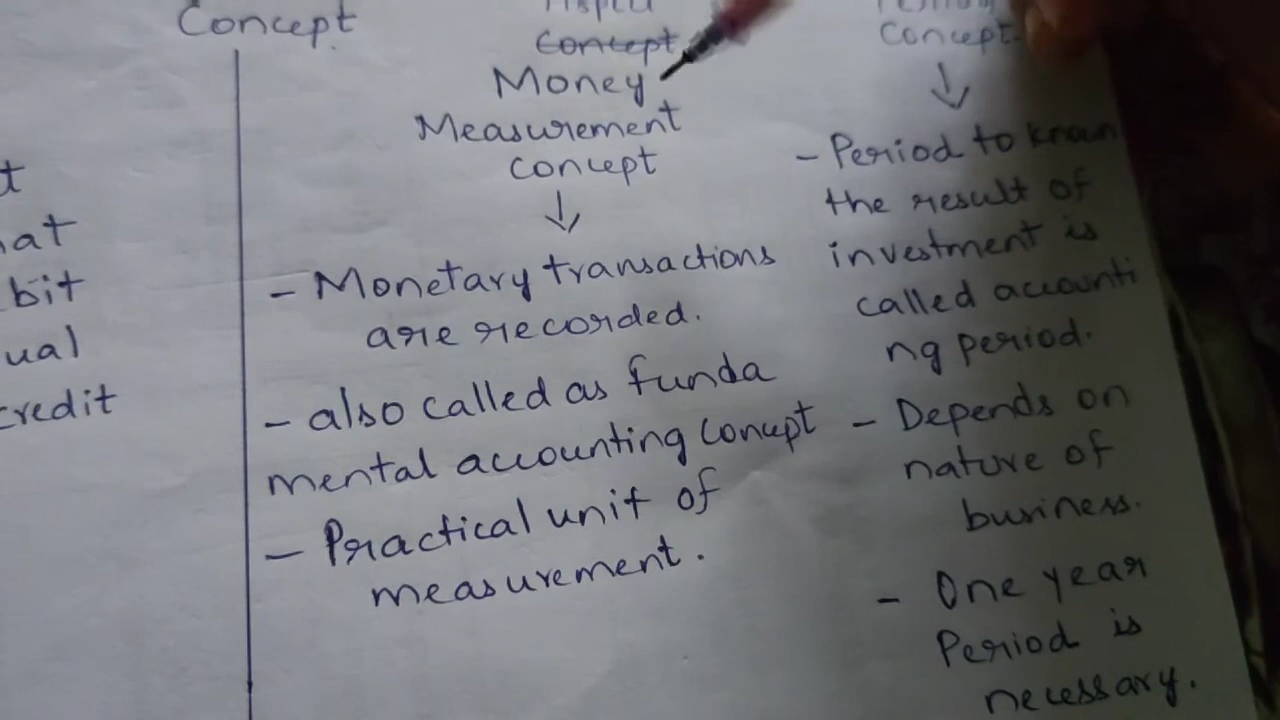 Concept
t
at
bit
ual
credit
Concept
Money
Measurement
concept
- Monetary transactions
are recorded.
- also called as funda
mental accounting concept
- Practical unit of
measurement.
Concept.
- Period to known
the result of
investment is
called accounti
ng period.
- Depends on
nature of
business.
- One year
Period is
necessary.